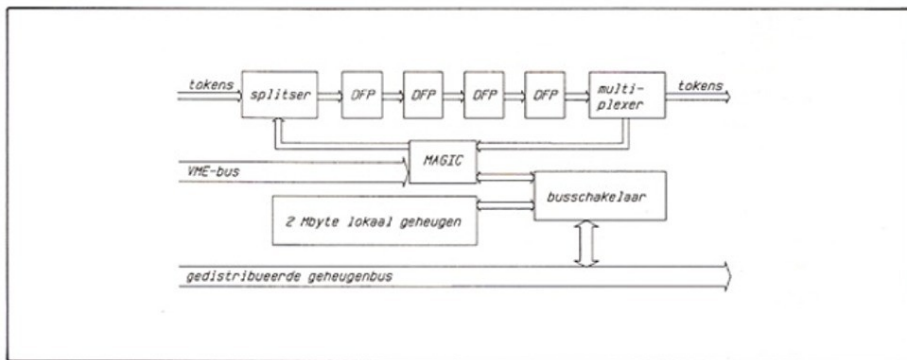 tokens
splitser
DFP
DFP
DFP
DFP
multi-
plexer
tokens
MAGIC
VME-bus
busschakelaar
2 Mbyte lokaal geheugen
gedistribueerde geheugenbus